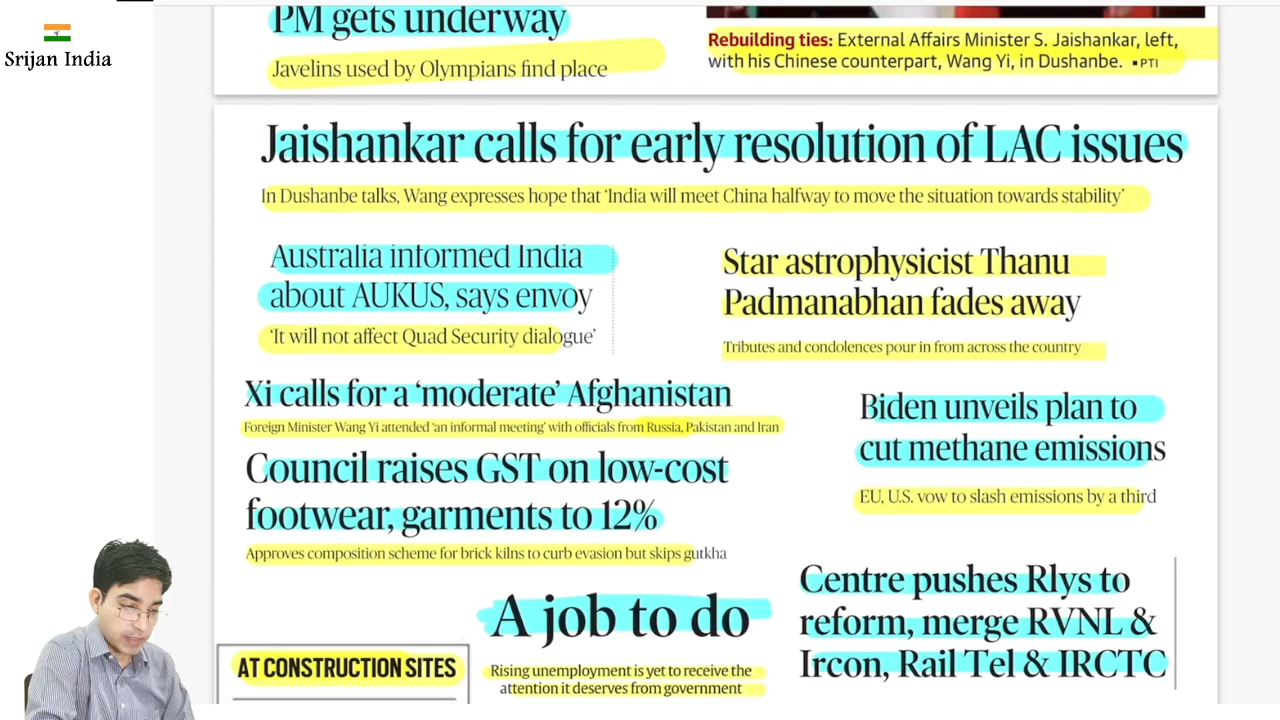 Srijan India
PM gets underway
Javelins used by Olympians find place
Rebuilding ties: External Affairs Minister S. Jaishankar, left,
with his Chinese counterpart, Wang Yi, in Dushanbe. ▪PTI
Jaishankar calls for early resolution of LAC issues
In Dushanbe talks, Wang expresses hope that ‘India will meet China halfway to move the situation towards stability’
Australia informed India
about AUKUS, says envoy
‘It will not affect Quad Security dialogue’
Star astrophysicist Thanu
Padmanabhan fades away
Tributes and condolences pour in from across the country
Xi calls for a ‘moderate’ Afghanistan
Foreign Minister Wang Yi attended ‘an informal meeting’ with officials from Russia, Pakistan and Iran
Council raises GST on low-cost
footwear, garments to 12%
Approves composition scheme for brick kilns to curb evasion but skips gutkha
Biden unveils plan to
cut methane emissions
EU, U.S. vow to slash emissions by a third
A job to do
Rising unemployment is yet to receive the
attention it deserves from government
Centre pushes Rlys to
reform, merge RVNL &
Ircon, Rail Tel & IRCTC
AT CONSTRUCTION SITES